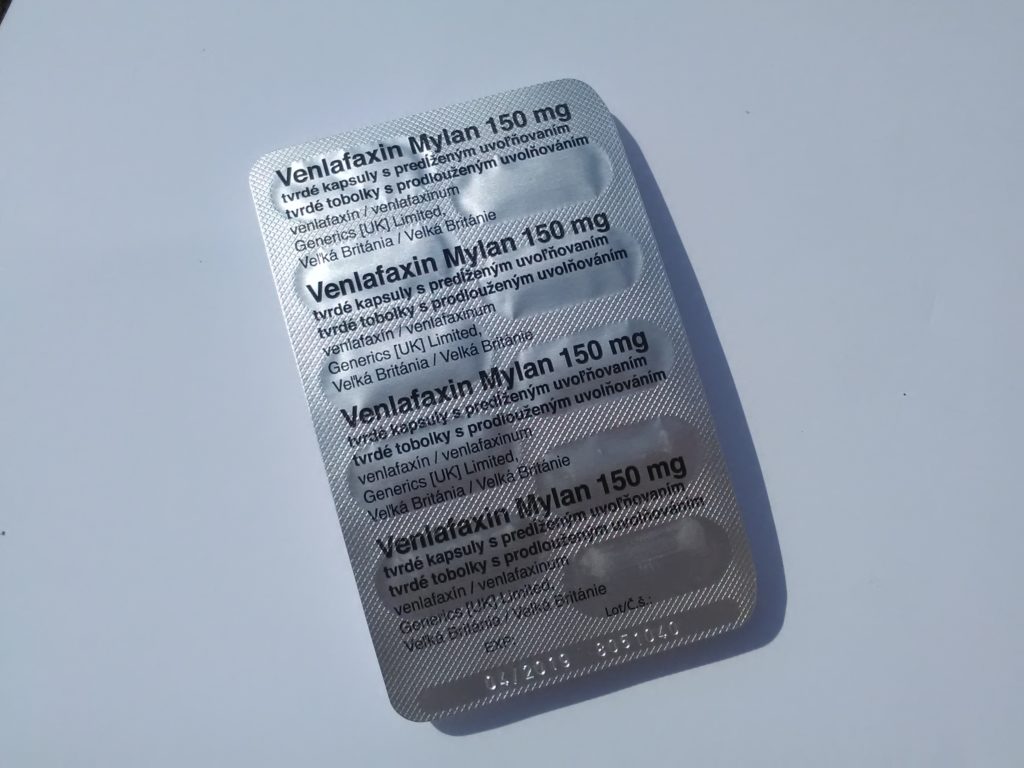 Venlafaxin Mylan 150 mg
tvrdé kapsuly s predĺženým uvoľňovaním
tvrdé tobolky s prodlouženým uvolňováním
venlafaxín / venlafaxinum
Generics [UK] Limited,
Veľká Británia / Velká Británie
Venlafaxin Mylan 150 mg
tvrdé kapsuly s predĺženým uvoľňovaním
tvrdé tobolky s prodlouženým uvolňováním
venlafaxín / venlafaxinum
Generics [UK] Limited,
Veľká Británia / Velká Británie
Venlafaxin Mylan 150 mg
tvrdé kapsuly s predĺženým uvoľňovaním
tvrdé tobolky s prodlouženým uvolňováním
venlafaxín / venlafaxinum
Generics [UK] Limited,
Veľká Británia / Velká Británie
Venlafaxin Mylan 150 mg
tvrdé kapsuly s predĺženým uvoľňovaním
tvrdé tobolky s prodlouženým uvolňováním
venlafaxín / venlafaxinum
Generics [UK] Limited,
Veľká Británia / Velká Británie
EXP Lot/Č.š.:
04/2019 8051040